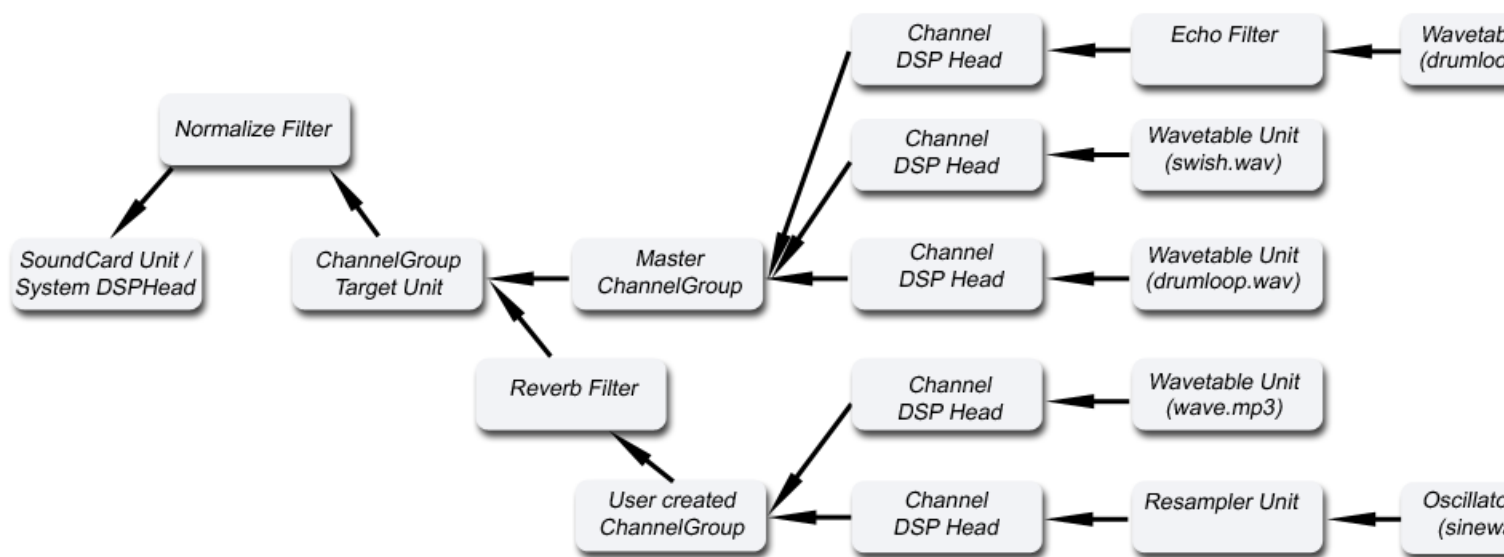 Channel
DSP Head
Echo Filter
Normalize Filter
Channel
DSP Head
Wavetable Unit
(swish.wav)
SoundCard Unit /
System DSPHead
ChannelGroup
Target Unit
Master
ChannelGroup
Channel
DSP Head
Wavetable Unit
(drumloop.wav)
Reverb Filter
Channel
DSP Head
Wavetable Unit
(wave.mp3)
User created
ChannelGroup
Channel
DSP Head
Resampler Unit